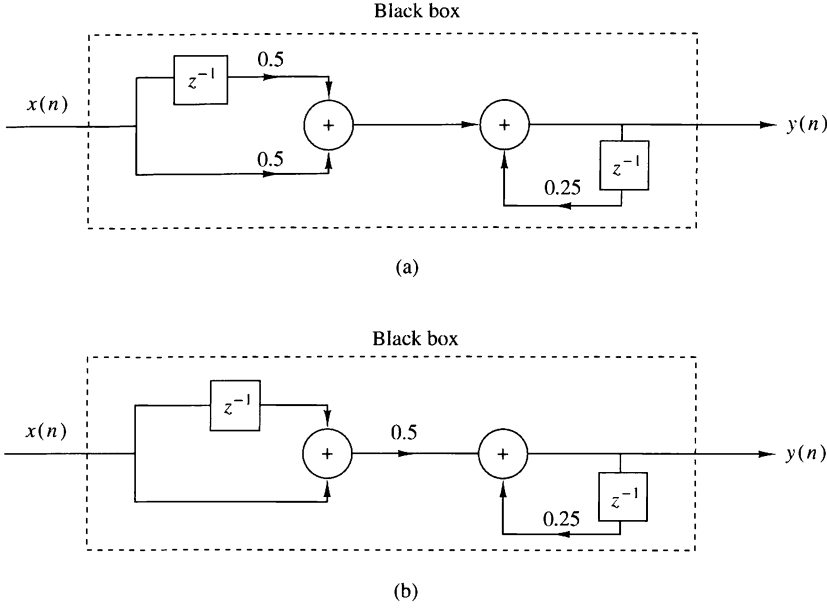 Black box
0.5
z⁻¹
x(n)
+
+
y(n)
0.5
z⁻¹
0.25
(a)
Black box
z⁻¹
x(n)
0.5
+
+
y(n)
z⁻¹
0.25
(b)